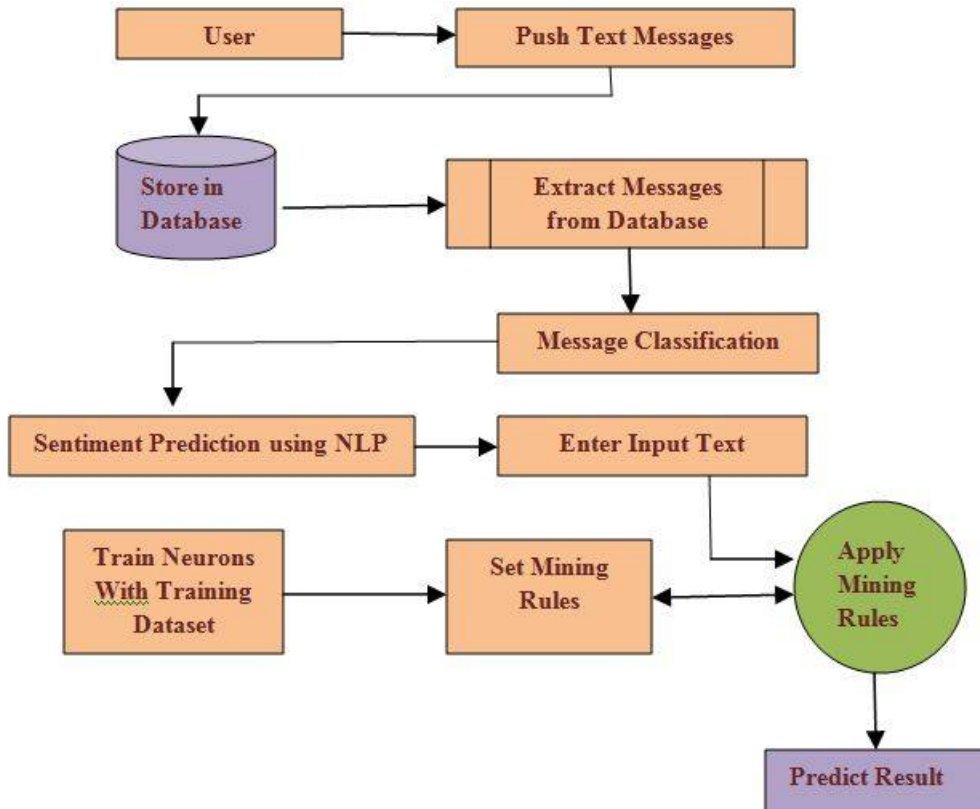 User
Push Text Messages
Store in
Database
Extract Messages
from Database
Message Classification
Sentiment Prediction using NLP
Enter Input Text
Train Neurons
With Training
Dataset
Set Mining
Rules
Apply
Mining
Rules
Predict Result